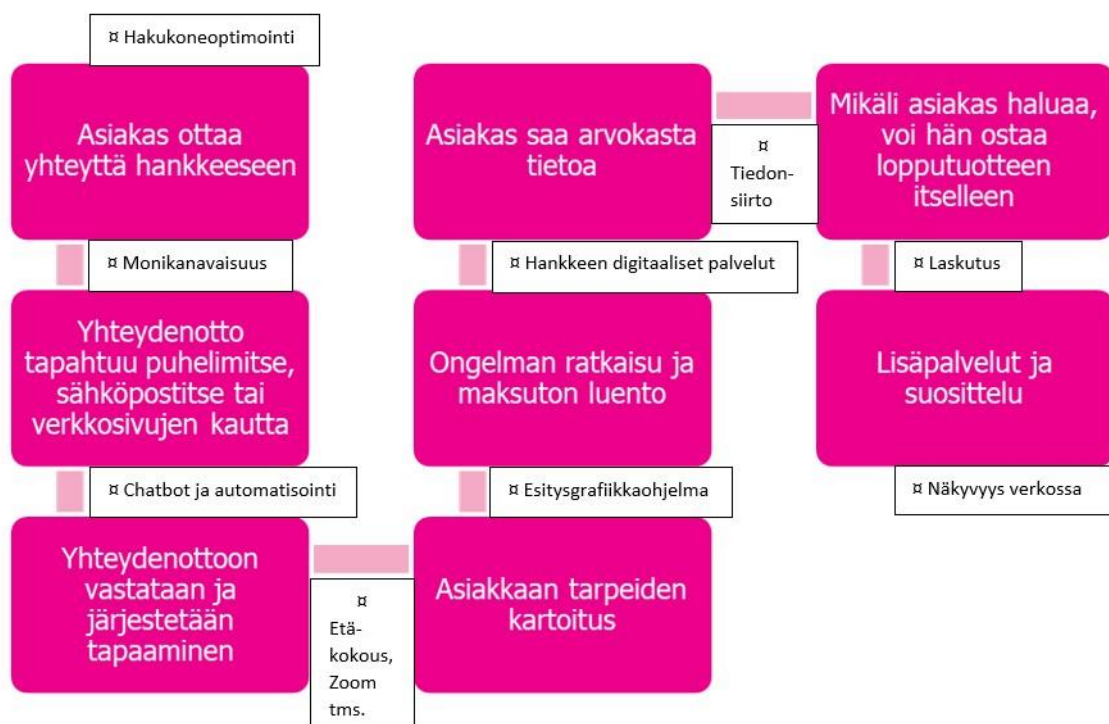 ¤ Hakukoneoptimointi
Asiakas ottaa
yhteyttä hankkeeseen
¤ Monikanavaisuus
Yhteydenotto
tapahtuu puhelimitse,
sähköpostitse tai
verkkosivujen kautta
¤ Chatbot ja automatisointi
Yhteydenottoon
vastataan ja
järjestetään
tapaaminen
¤
Etä-
kokous,
Zoom
tms.
Asiakkaan tarpeiden
kartoitus
¤ Esitysgrafiikkaohjelma
Ongelman ratkaisu ja
maksuton luento
¤ Hankkeen digitaaliset palvelut
Asiakas saa arvokasta
tietoa
¤
Tiedon-
siirto
Mikäli asiakas haluaa,
voi hän ostaa
lopputuotteen
itselleen
¤ Laskutus
Lisäpalvelut ja
suosittelu
¤ Näkyvyys verkossa